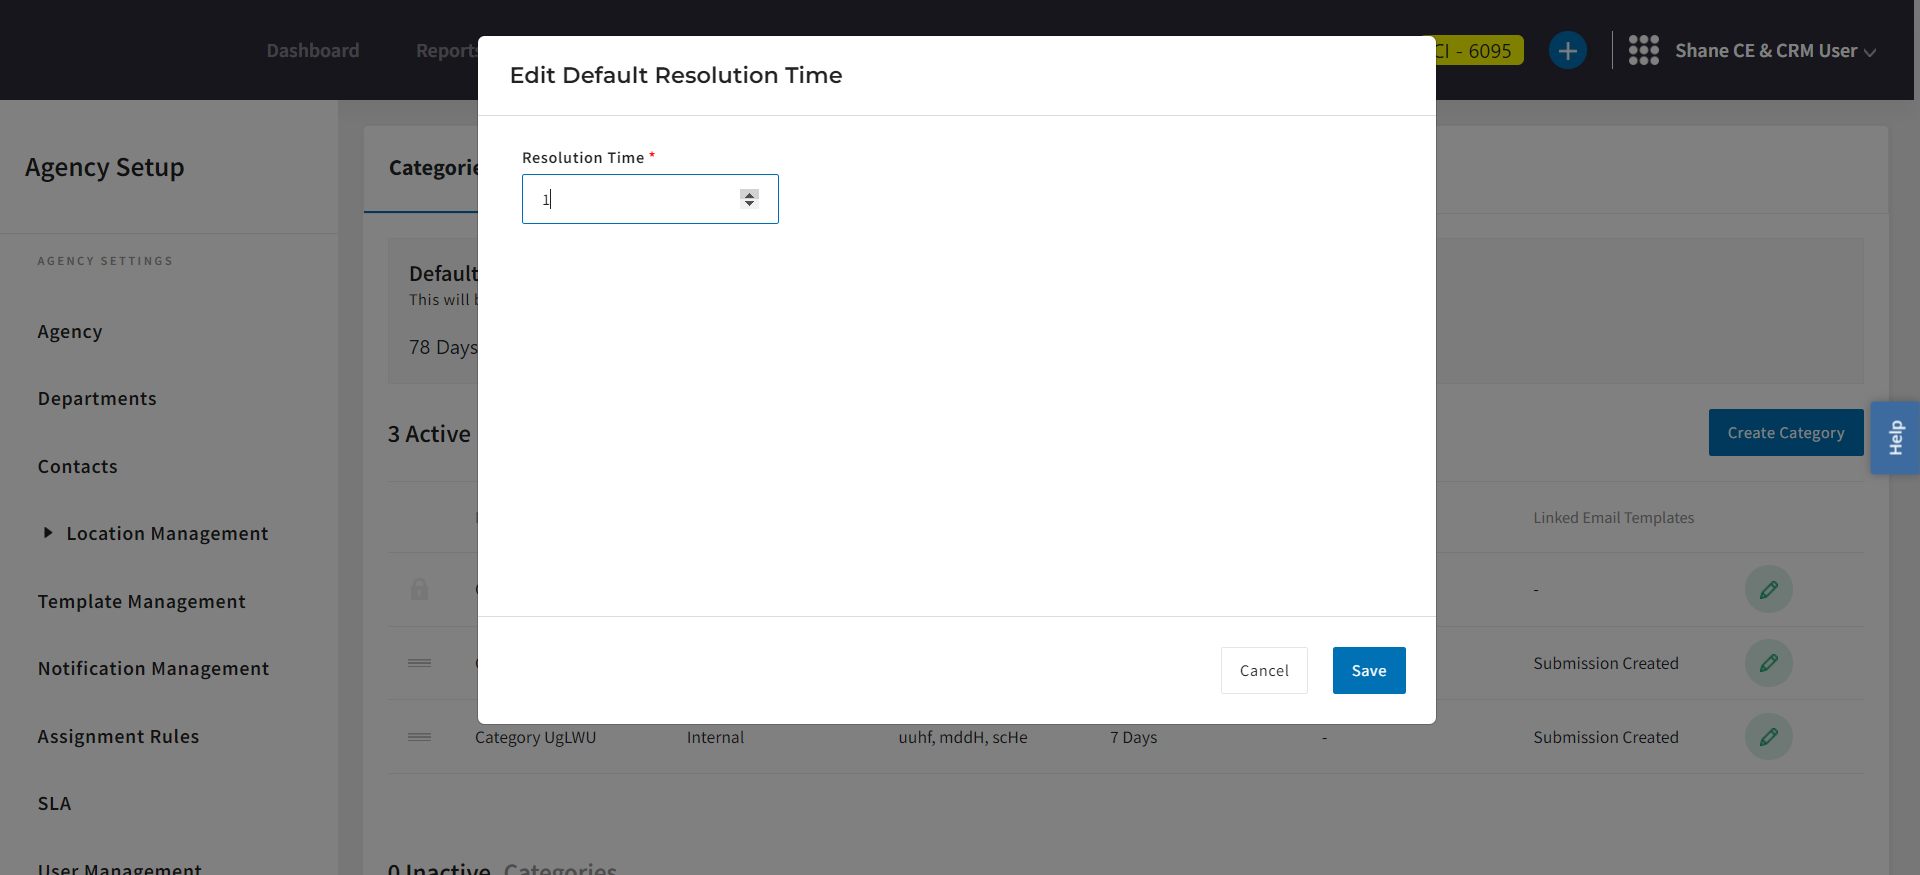 Dashboard
Reports
CI - 6095
Shane CE & CRM User
Edit Default Resolution Time
Resolution Time *
1
Cancel
Save
Agency Setup
AGENCY SETTINGS
Agency
Departments
Contacts
Location Management
Template Management
Notification Management
Assignment Rules
SLA
User Management
Categorie
Default
This will b
78 Days
3 Active
Create Category
Help
Linked Email Templates
-
Submission Created
Category UgLWU Internal uuhf, mddH, scHe 7 Days - Submission Created
0 Inactive Categories